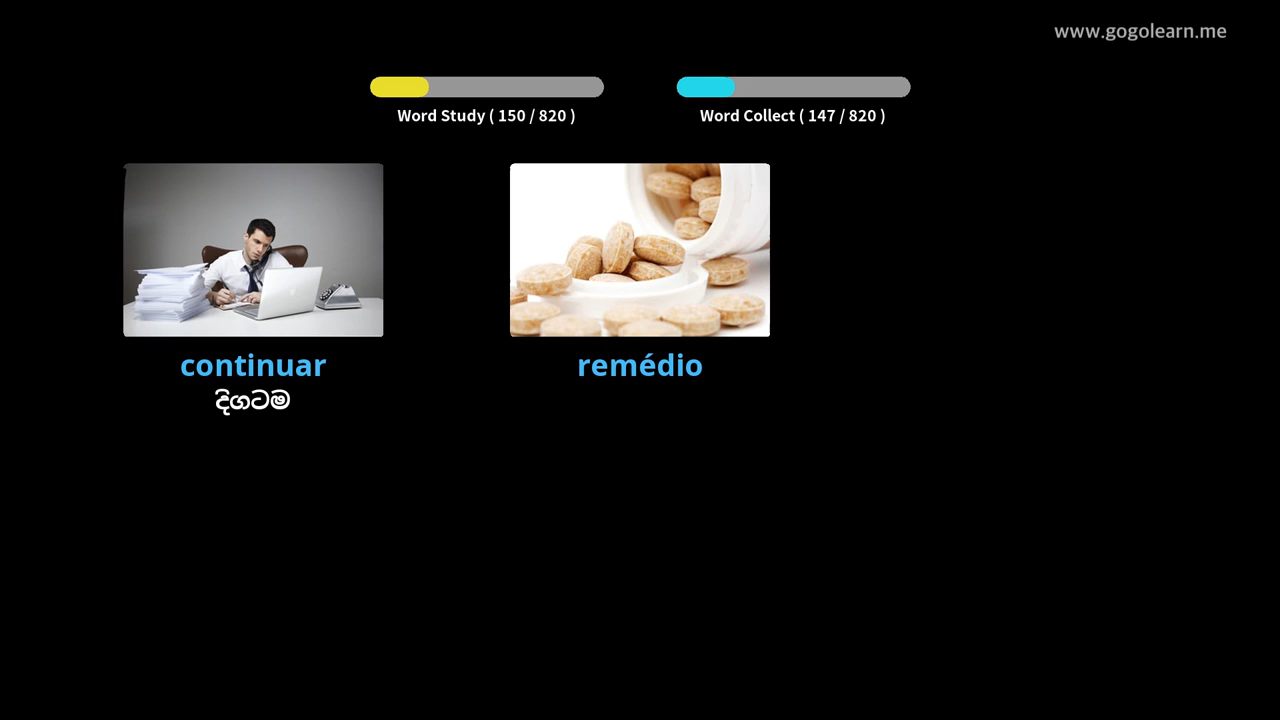 www.gogolearn.me
Word Study ( 150 / 820 )
Word Collect ( 147 / 820 )
continuar
දිගටම
remédio